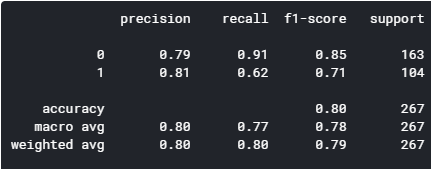 precision recall f1-score support
0 0.79 0.91 0.85 163
1 0.81 0.62 0.71 104
accuracy 0.80 267
macro avg 0.80 0.77 0.78 267
weighted avg 0.80 0.80 0.79 267